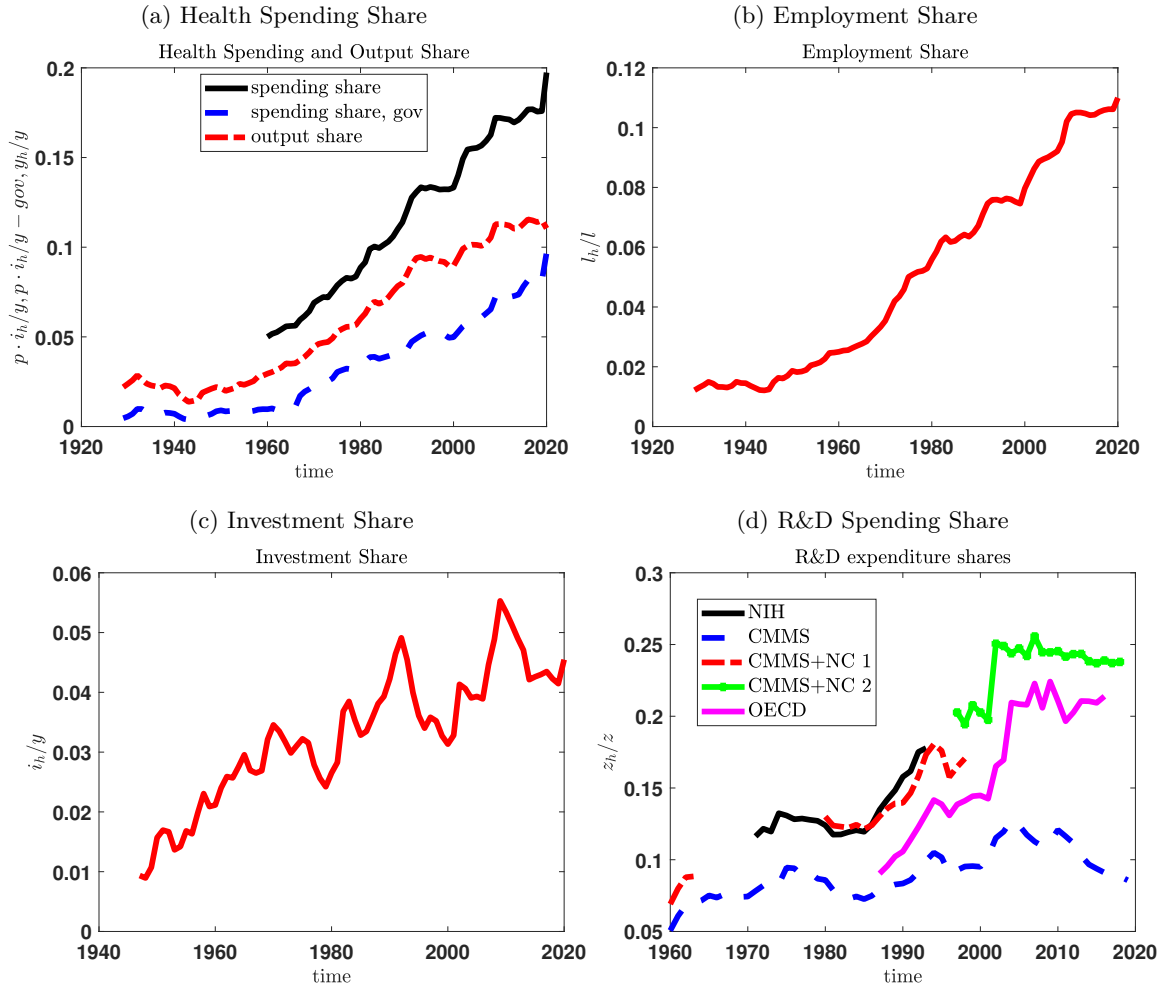 (a) Health Spending Share
Health Spending and Output Share
0.2
0.15
0.1
0.05
0
1920 1940 1960 1980 2000 2020
time
p · i_h/y, p · i_h/y − gov, y_h/y
spending share
spending share, gov
output share
(b) Employment Share
Employment Share
0.12
0.1
0.08
0.06
0.04
0.02
0
1920 1940 1960 1980 2000 2020
time
l_h/l
(c) Investment Share
Investment Share
0.06
0.05
0.04
0.03
0.02
0.01
0
1940 1960 1980 2000 2020
time
i_h/y
(d) R&D Spending Share
R&D expenditure shares
0.3
0.25
0.2
0.15
0.1
0.05
1960 1970 1980 1990 2000 2010 2020
time
z_h/z
NIH
CMMS
CMMS+NC 1
CMMS+NC 2
OECD